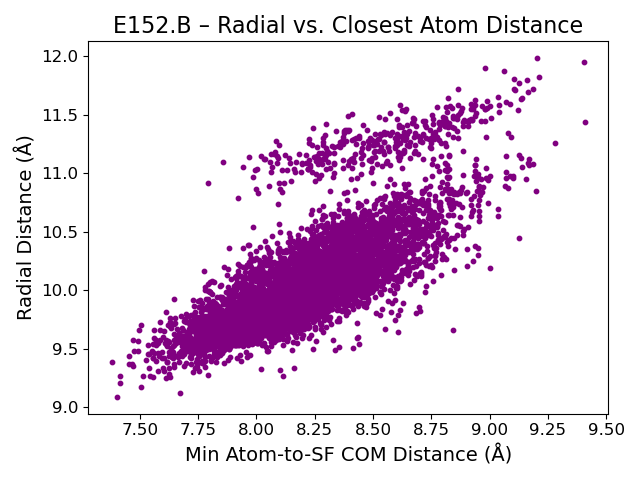 E152.B – Radial vs. Closest Atom Distance
12.0
11.5
11.0
10.5
10.0
9.5
9.0
Radial Distance (Å)
7.50 7.75 8.00 8.25 8.50 8.75 9.00 9.25 9.50
Min Atom-to-SF COM Distance (Å)